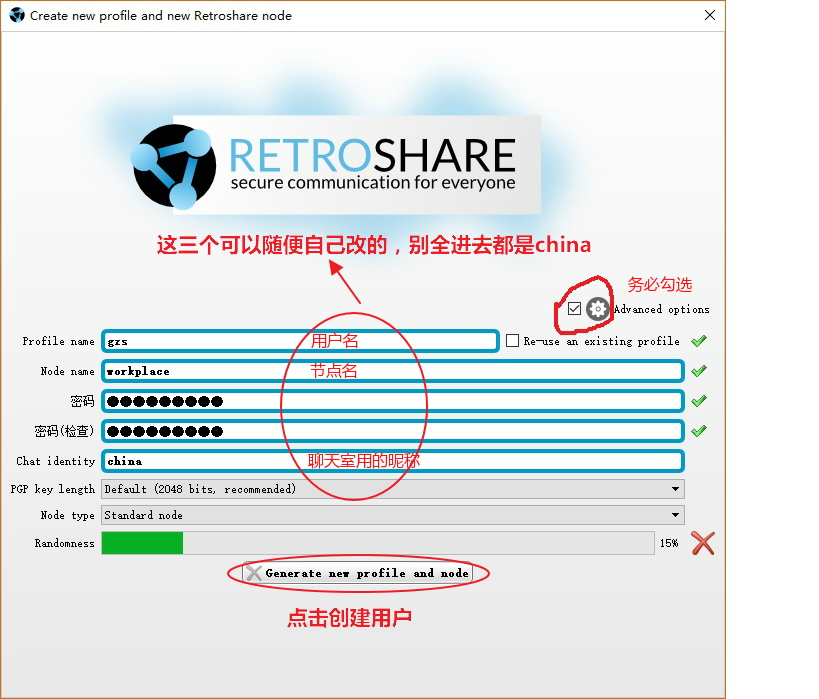 Create new profile and new Retroshare node
RETROSHARE
secure communication for everyone
这三个可以随便自己改的，别全进去都是china
务必勾选
Advanced options
Profile name gzs 用户名 Re-use an existing profile
Node name workplace 节点名
密码 ●●●●●●●●●
密码(检查) ●●●●●●●●●
Chat identity china 聊天室用的昵称
PGP key length Default (2048 bits, recommended)
Node type Standard node
Randomness 15%
Generate new profile and node
点击创建用户